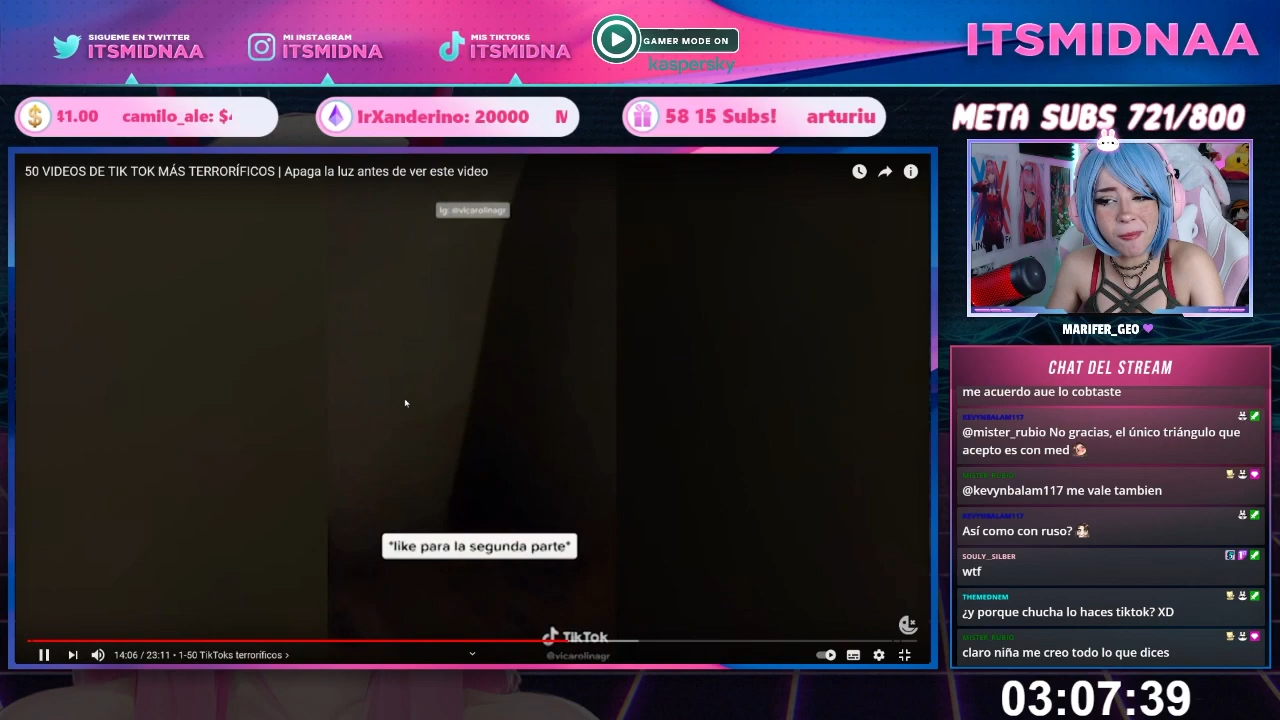 SIGUEME EN TWITTER
ITSMIDNAA
MI INSTAGRAM
ITSMIDNA
MIS TIKTOKS
ITSMIDNA
GAMER MODE ON
kaspersky
ITSMIDNAA
$1.00 camilo_ale: $4
IrXanderino: 20000 M
58 15 Subs! arturiu
META SUBS 721/800
50 VIDEOS DE TIK TOK MÁS TERRORÍFICOS | Apaga la luz antes de ver este video
Ig: @vicarolinagr
*like para la segunda parte*
TikTok
@vicarolinagr
14:06 / 23:11 • 1-50 TikToks terroríficos ›
MARIFER_GEO
CHAT DEL STREAM
me acuerdo aue lo cobtaste
KEVYNBALAM117
@mister_rubio No gracias, el único triángulo que
acepto es con med
MISTER_RUBIO
@kevynbalam117 me vale tambien
KEVYNBALAM117
Así como con ruso?
SOULY_SILBER
wtf
THEMEDNEM
¿y porque chucha lo haces tiktok? XD
MISTER_RUBIO
claro niña me creo todo lo que dices
03:07:39